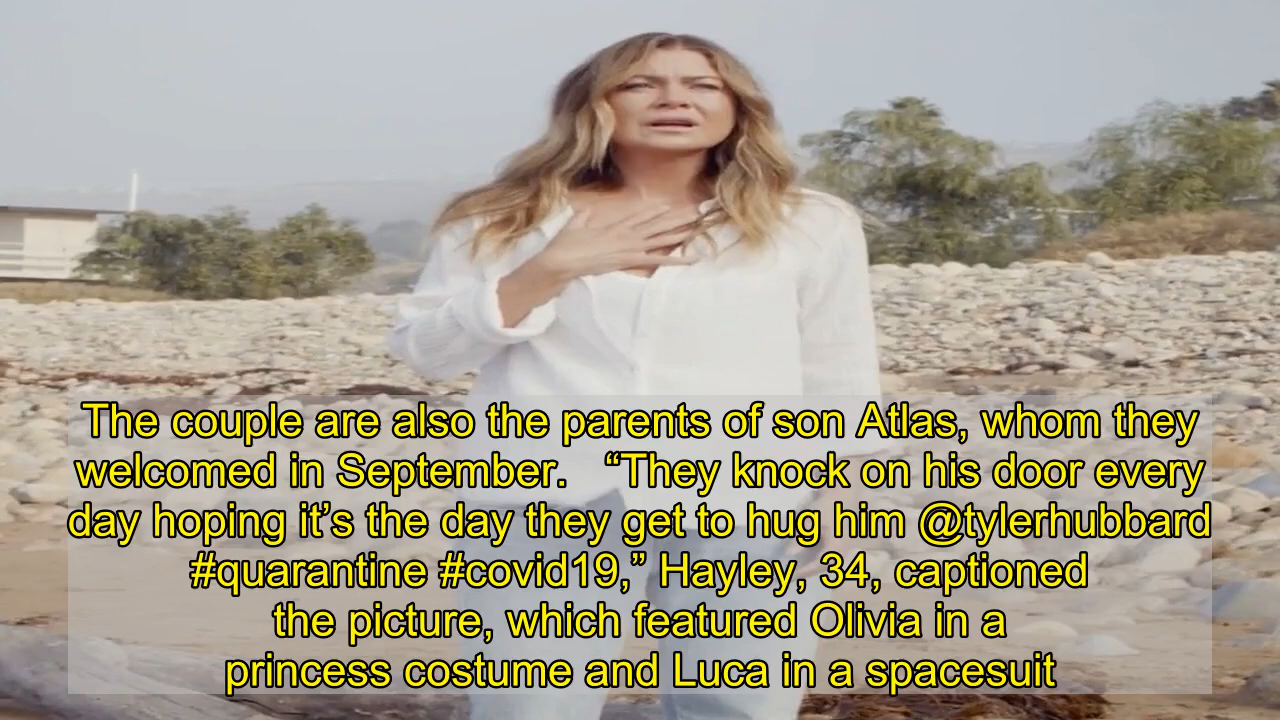 The couple are also the parents of son Atlas, whom they
welcomed in September.   “They knock on his door every
day hoping it’s the day they get to hug him @tylerhubbard
#quarantine #covid19,” Hayley, 34, captioned
the picture, which featured Olivia in a
princess costume and Luca in a spacesuit